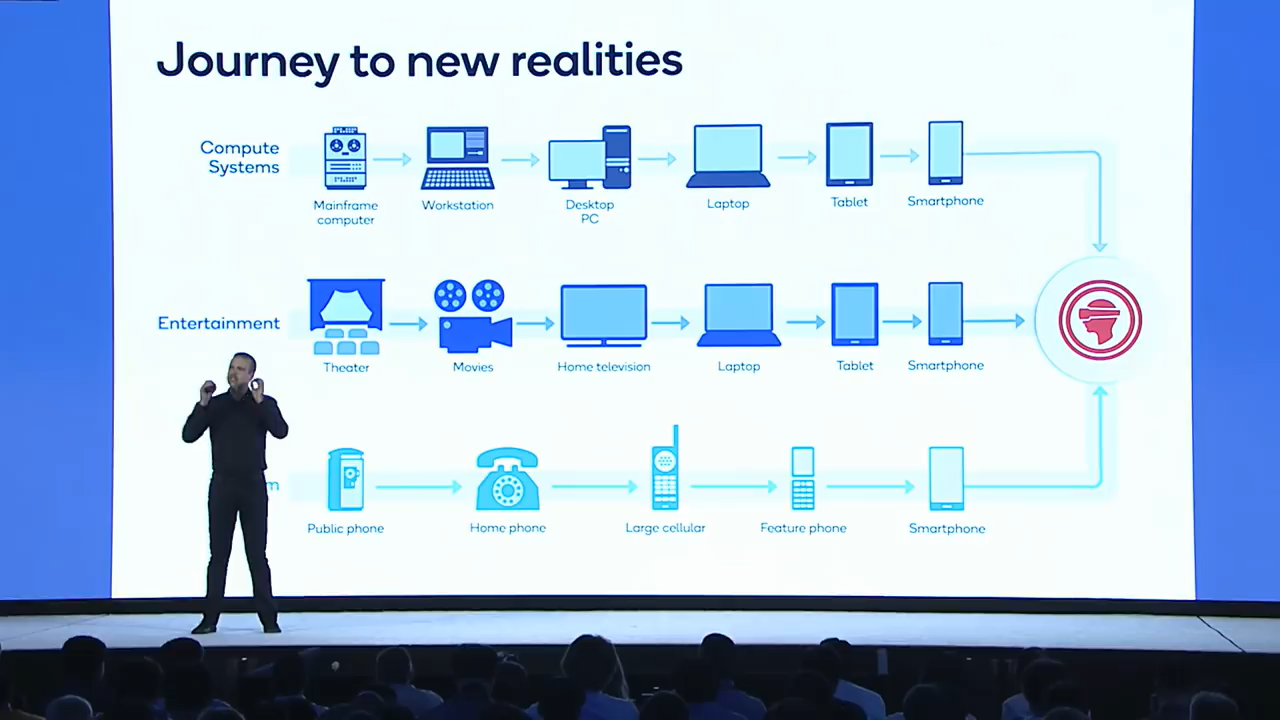 Journey to new realities
Compute
Systems
Mainframe
computer
Workstation
Desktop
PC
Laptop
Tablet
Smartphone
Entertainment
Theater
Movies
Home television
Laptop
Tablet
Smartphone
Public phone
Home phone
Large cellular
Feature phone
Smartphone